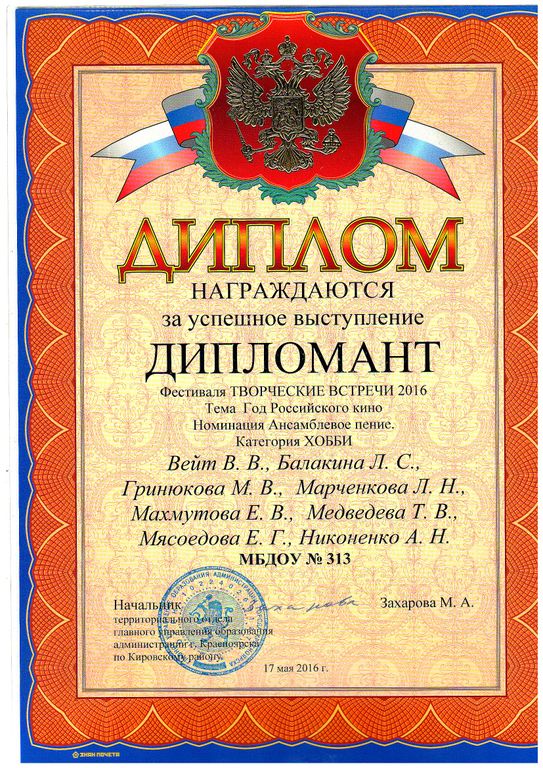 ДИПЛОМ
НАГРАЖДАЮТСЯ
за успешное выступление
ДИПЛОМАНТ
Фестиваля ТВОРЧЕСКИЕ ВСТРЕЧИ 2016
Тема Год Российского кино
Номинация Ансамблевое пение.
Категория ХОББИ
Вейт В. В., Балакина Л. С.,
Гринюкова М. В., Марченкова Л. Н.,
Махмутова Е. В., Медведева Т. В.,
Мясоедова Е. Г., Никоненко А. Н.
МБДОУ № 313
Начальник Захарова М. А.
территориального отдела
главного управления образования
администрации г. Красноярска
по Кировскому району.
17 мая 2016 г.
ЗНАК ПОЧЕТА